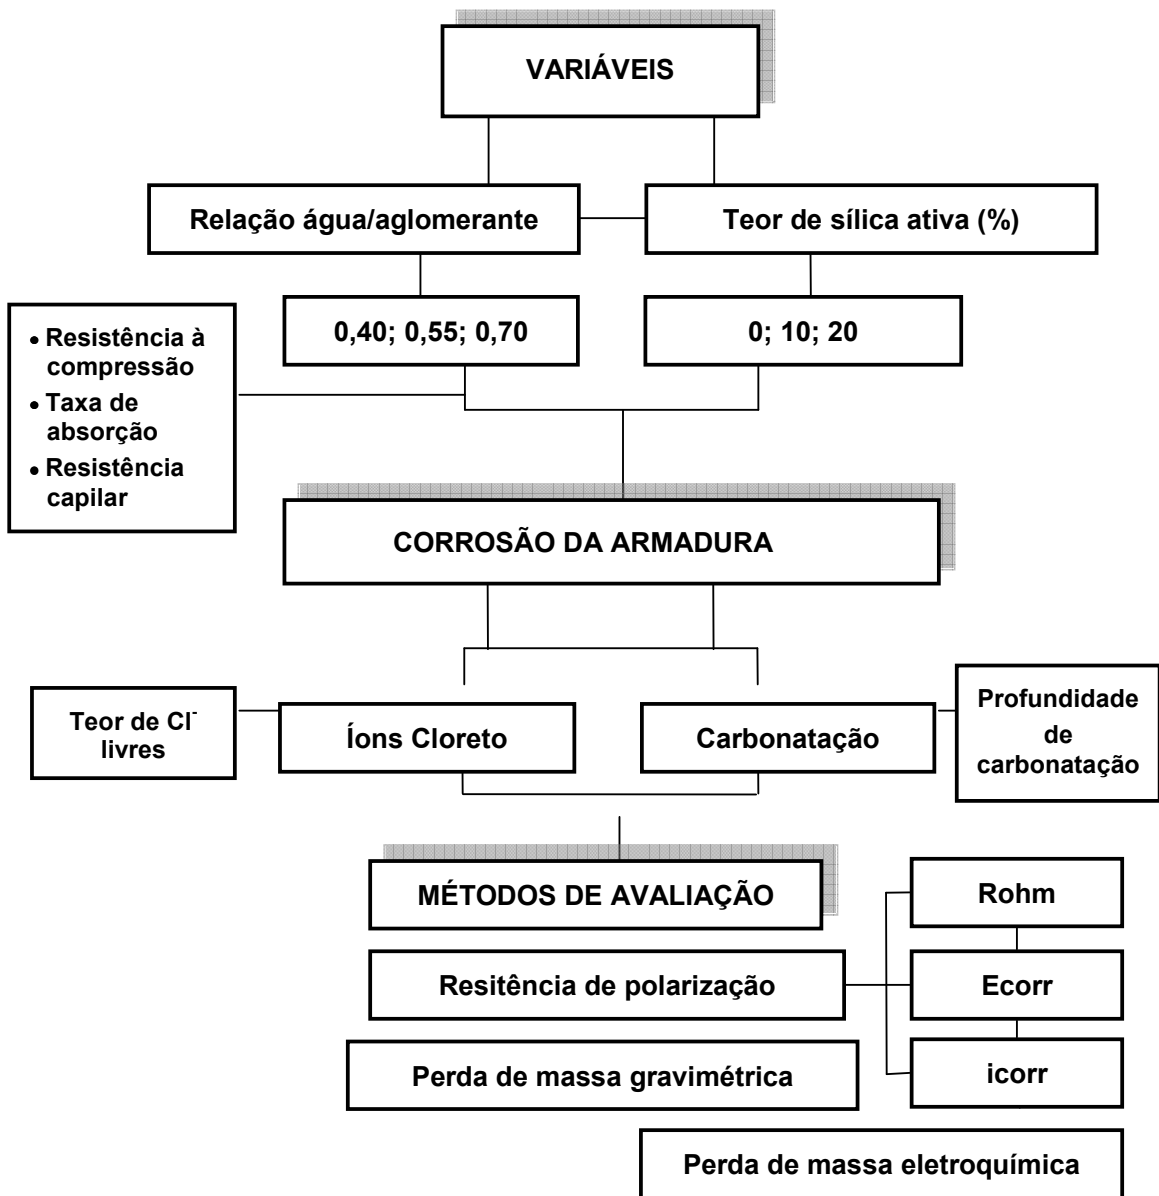 VARIÁVEIS
Relação água/aglomerante
Teor de sílica ativa (%)
0,40; 0,55; 0,70
0; 10; 20
• Resistência à
compressão
• Taxa de
absorção
• Resistência
capilar
CORROSÃO DA ARMADURA
Teor de Cl⁻
livres
Íons Cloreto
Carbonatação
Profundidade
de
carbonatação
MÉTODOS DE AVALIAÇÃO
Rohm
Resitência de polarização
Ecorr
Perda de massa gravimétrica
icorr
Perda de massa eletroquímica